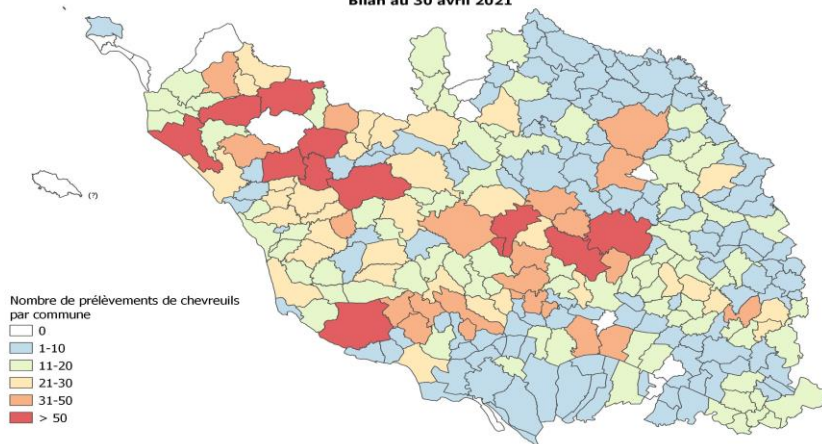 Bilan au 30 avril 2021
(?)
Nombre de prélèvements de chevreuils
par commune
0
1-10
11-20
21-30
31-50
> 50